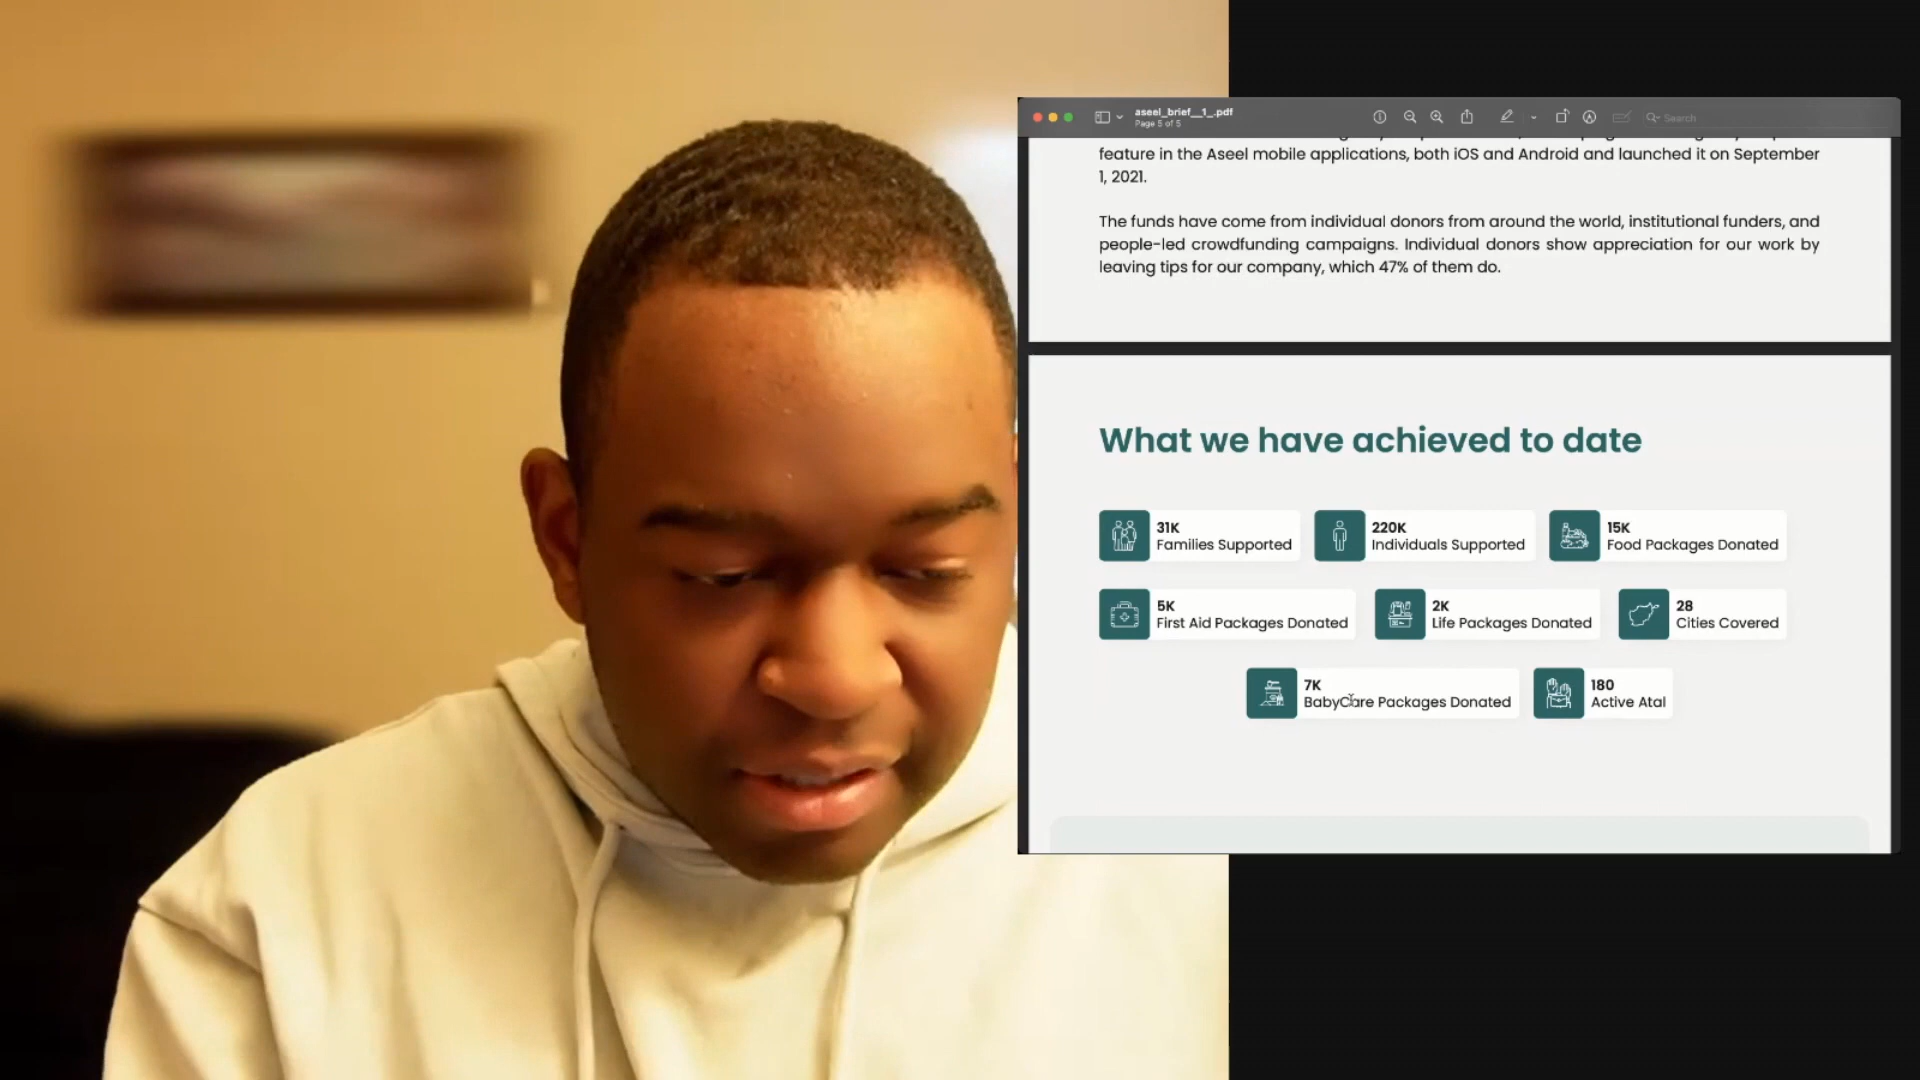 aseel_brief__1_.pdf
Page 5 of 5
Search
feature in the Aseel mobile applications, both iOS and Android and launched it on September
1, 2021.
The funds have come from individual donors from around the world, institutional funders, and
people-led crowdfunding campaigns. Individual donors show appreciation for our work by
leaving tips for our company, which 47% of them do.
What we have achieved to date
31K
Families Supported
220K
Individuals Supported
15K
Food Packages Donated
5K
First Aid Packages Donated
2K
Life Packages Donated
28
Cities Covered
7K
BabyCare Packages Donated
180
Active Atal